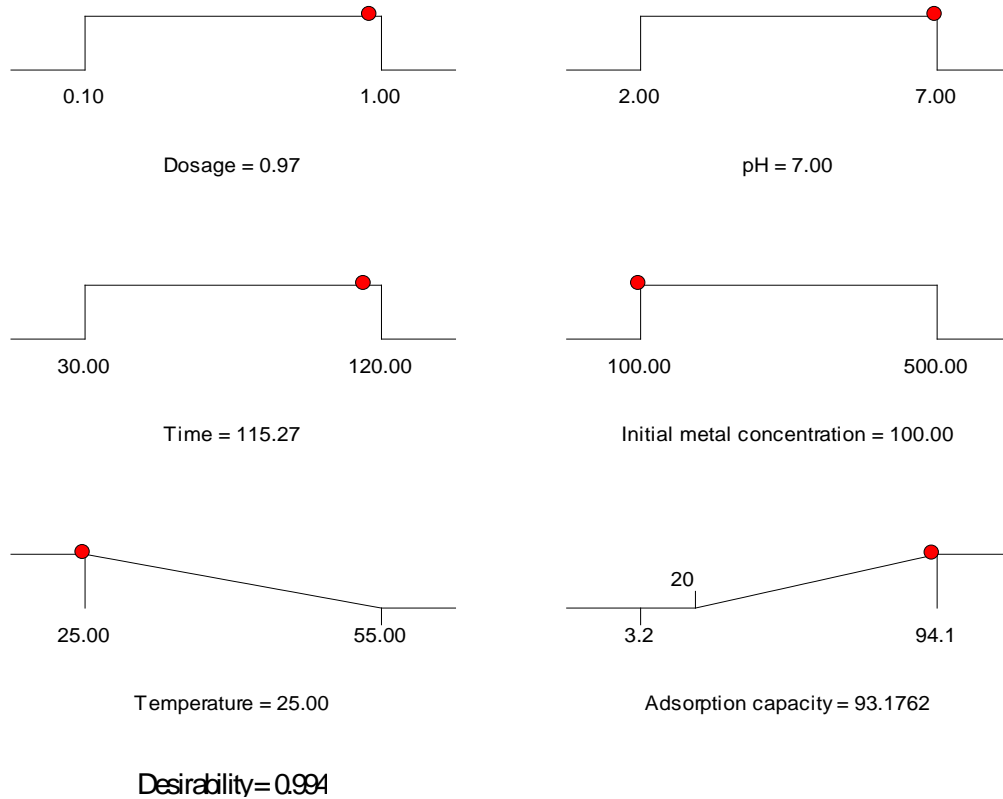 0.10 1.00
2.00 7.00
Dosage = 0.97
pH = 7.00
30.00 120.00
100.00 500.00
Time = 115.27
Initial metal concentration = 100.00
25.00 55.00
20
3.2 94.1
Temperature = 25.00
Adsorption capacity = 93.1762
Desirability = 0.994